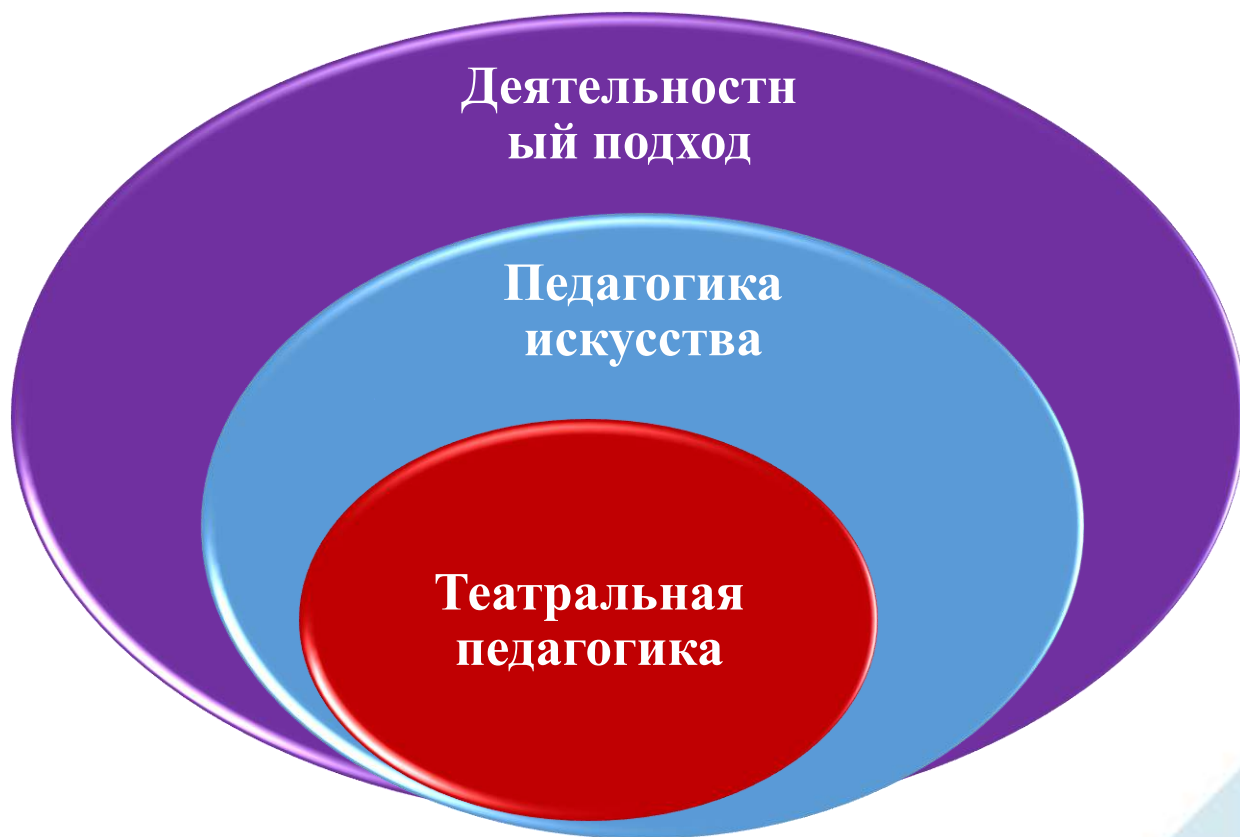 Деятельностн
ый подход
Педагогика
искусства
Театральная
педагогика